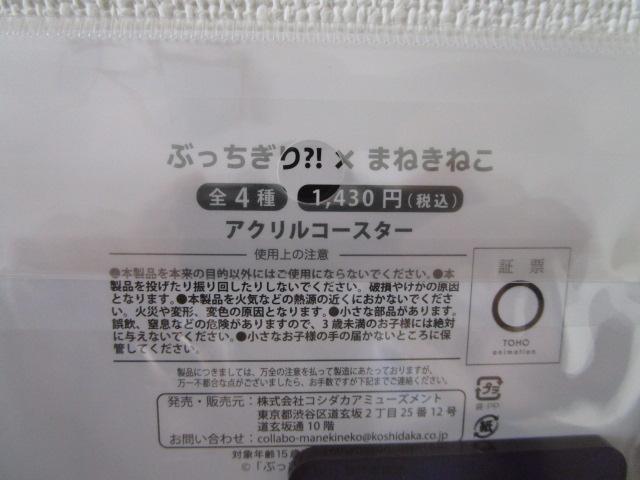 ぶっちぎり?! × まねきねこ
全4種 1,430円(税込)
アクリルコースター
使用上の注意
●本製品を本来の目的以外にはご使用にならないでください。●本
製品を投げたり振り回したりしないでください。破損やけがの原因
となります。●本製品を火気などの熱源の近くにおかないでくださ
い。火災や変形、変色の原因となります。●小さな部品があります。
誤飲、窒息などの危険がありますので、3歳未満のお子様には絶対
に与えないでください。●小さなお子様の手の届かないところに保
管してください。
証票
TOHO
animation
製品につきましては、万全の注意を払って製造にあたっておりますが、
万一不都合な点がございましたら、お手数ですが下記までご連絡ください。
プラ
袋:PP
紙
発売・販売元：株式会社コシダカアミューズメント
東京都渋谷区道玄坂2丁目25番12号
道玄坂通10階
お問い合わせ：collabo-manekineko@koshidaka.co.jp
対象年齢15
©「ぶっ